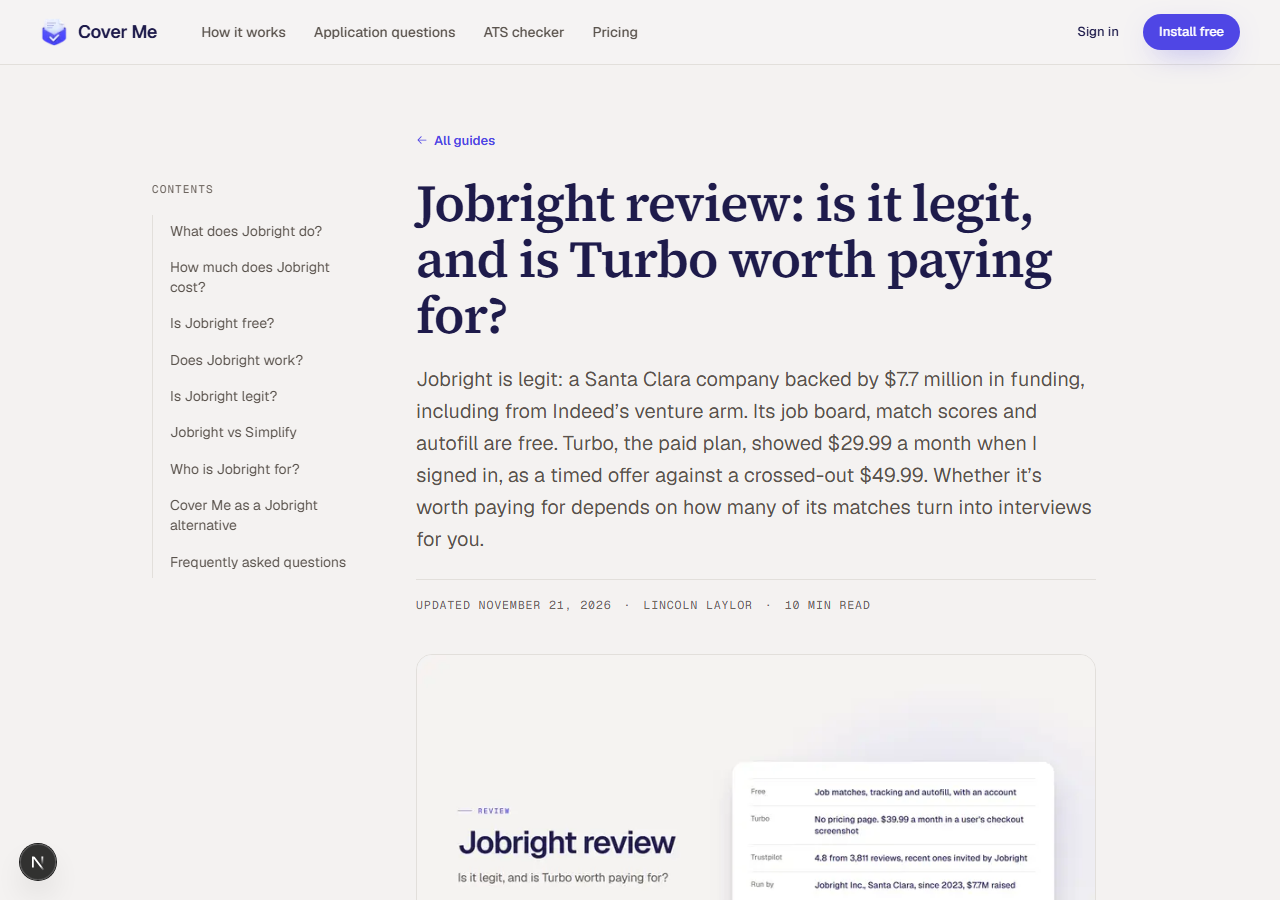 Cover Me
How it works
Application questions
ATS checker
Pricing
Sign in
Install free
← All guides
CONTENTS
What does Jobright do?
How much does Jobright
cost?
Is Jobright free?
Does Jobright work?
Is Jobright legit?
Jobright vs Simplify
Who is Jobright for?
Cover Me as a Jobright
alternative
Frequently asked questions
Jobright review: is it legit,
and is Turbo worth paying
for?
Jobright is legit: a Santa Clara company backed by $7.7 million in funding,
including from Indeed’s venture arm. Its job board, match scores and
autofill are free. Turbo, the paid plan, showed $29.99 a month when I
signed in, as a timed offer against a crossed-out $49.99. Whether it’s
worth paying for depends on how many of its matches turn into interviews
for you.
UPDATED NOVEMBER 21, 2026 · LINCOLN LAYLOR · 10 MIN READ
REVIEW
Jobright review
Is it legit, and is Turbo worth paying for?
Free Job matches, tracking and autofill, with an account
Turbo No pricing page. $39.99 a month in a user's checkout
screenshot
Trustpilot 4.8 from 3,811 reviews, recent ones invited by Jobright
Run by Jobright Inc., Santa Clara, since 2023, $7.7M raised
N